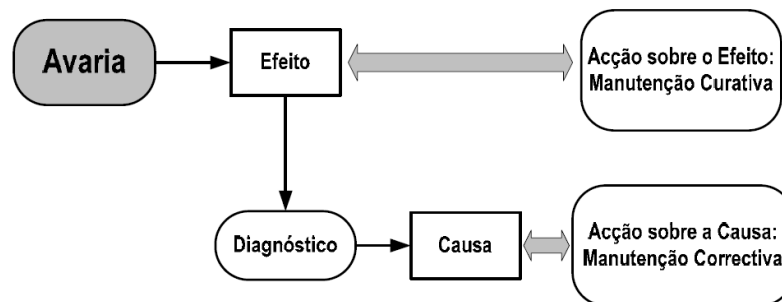 Avaria
Efeito
Acção sobre o Efeito:
Manutenção Curativa
Diagnóstico
Causa
Acção sobre a Causa:
Manutenção Correctiva